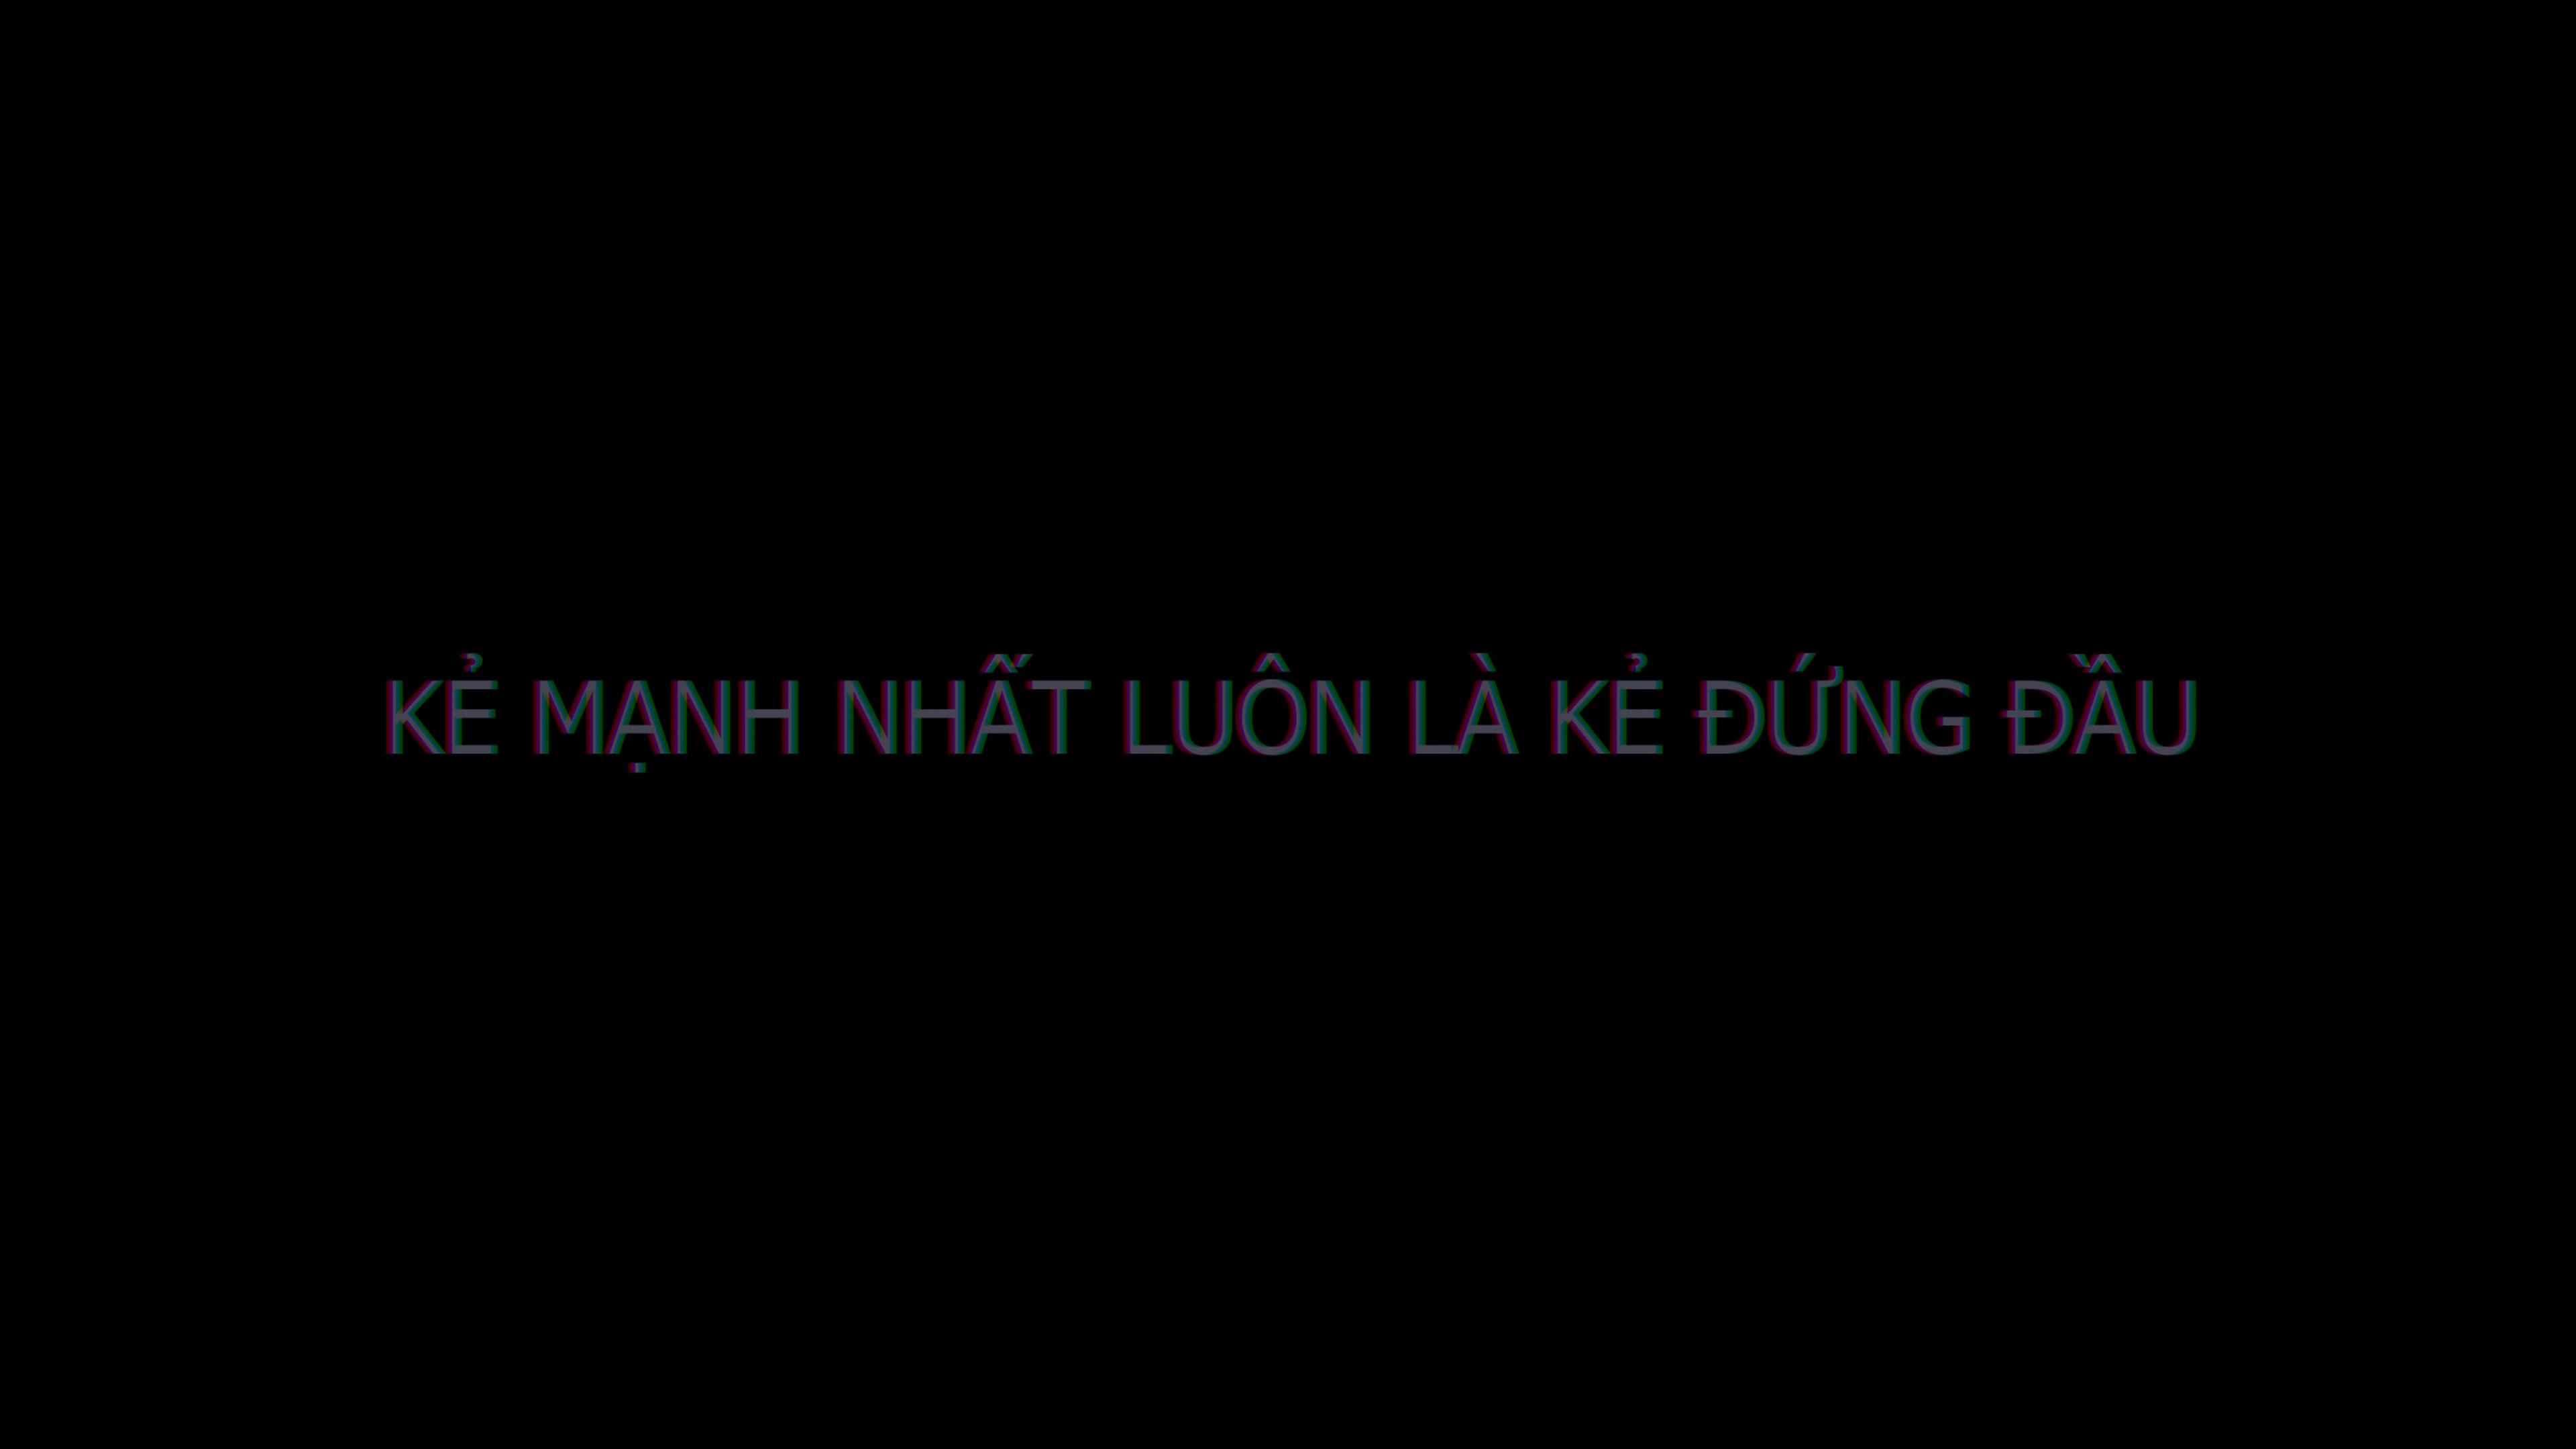 KẺ MẠNH NHẤT LUÔN LÀ KẺ ĐỨNG ĐẦU